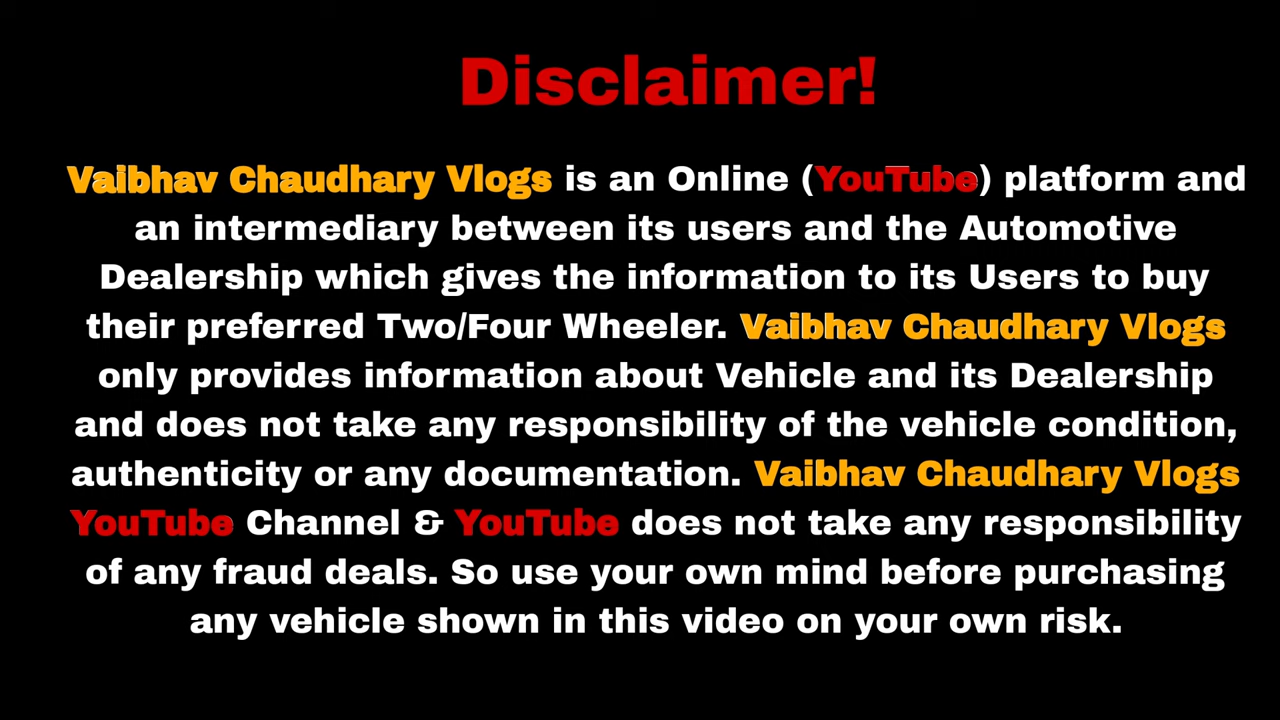 Disclaimer!
Vaibhav Chaudhary Vlogs is an Online (YouTube) platform and
an intermediary between its users and the Automotive
Dealership which gives the information to its Users to buy
their preferred Two/Four Wheeler. Vaibhav Chaudhary Vlogs
only provides information about Vehicle and its Dealership
and does not take any responsibility of the vehicle condition,
authenticity or any documentation. Vaibhav Chaudhary Vlogs
YouTube Channel & YouTube does not take any responsibility
of any fraud deals. So use your own mind before purchasing
any vehicle shown in this video on your own risk.